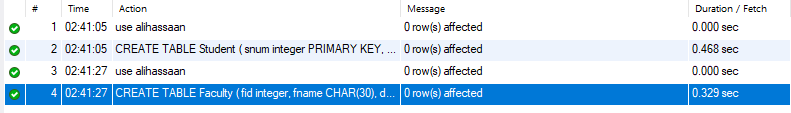 # Time Action Message Duration / Fetch
1 02:41:05 use alihassaan 0 row(s) affected 0.000 sec
2 02:41:05 CREATE TABLE Student ( snum integer PRIMARY KEY, ... 0 row(s) affected 0.468 sec
3 02:41:27 use alihassaan 0 row(s) affected 0.000 sec
4 02:41:27 CREATE TABLE Faculty ( fid integer, fname CHAR(30), d... 0 row(s) affected 0.329 sec